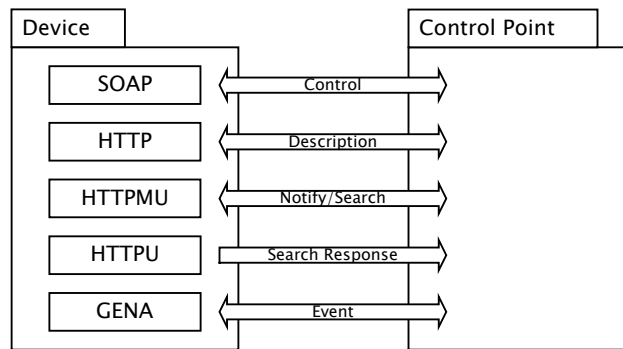 Device
Control Point
SOAP
Control
HTTP
Description
HTTPMU
Notify/Search
HTTPU
Search Response
GENA
Event